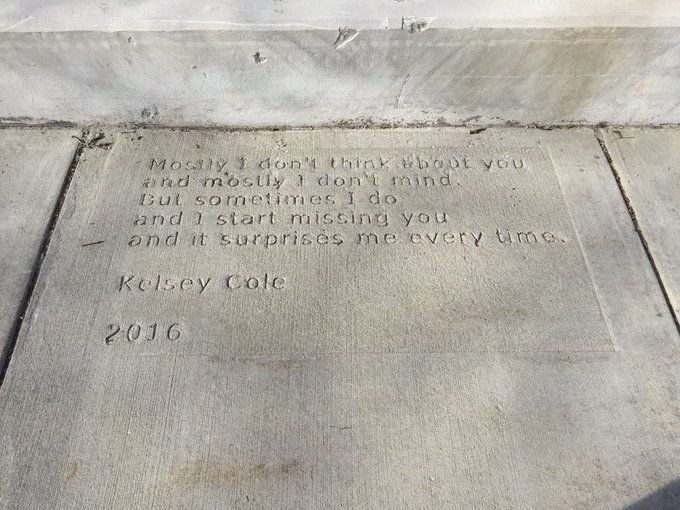 Mostly I don't think about you
and mostly I don't mind.
But sometimes I do
and I start missing you
and it surprises me every time.
Kelsey Cole
2016